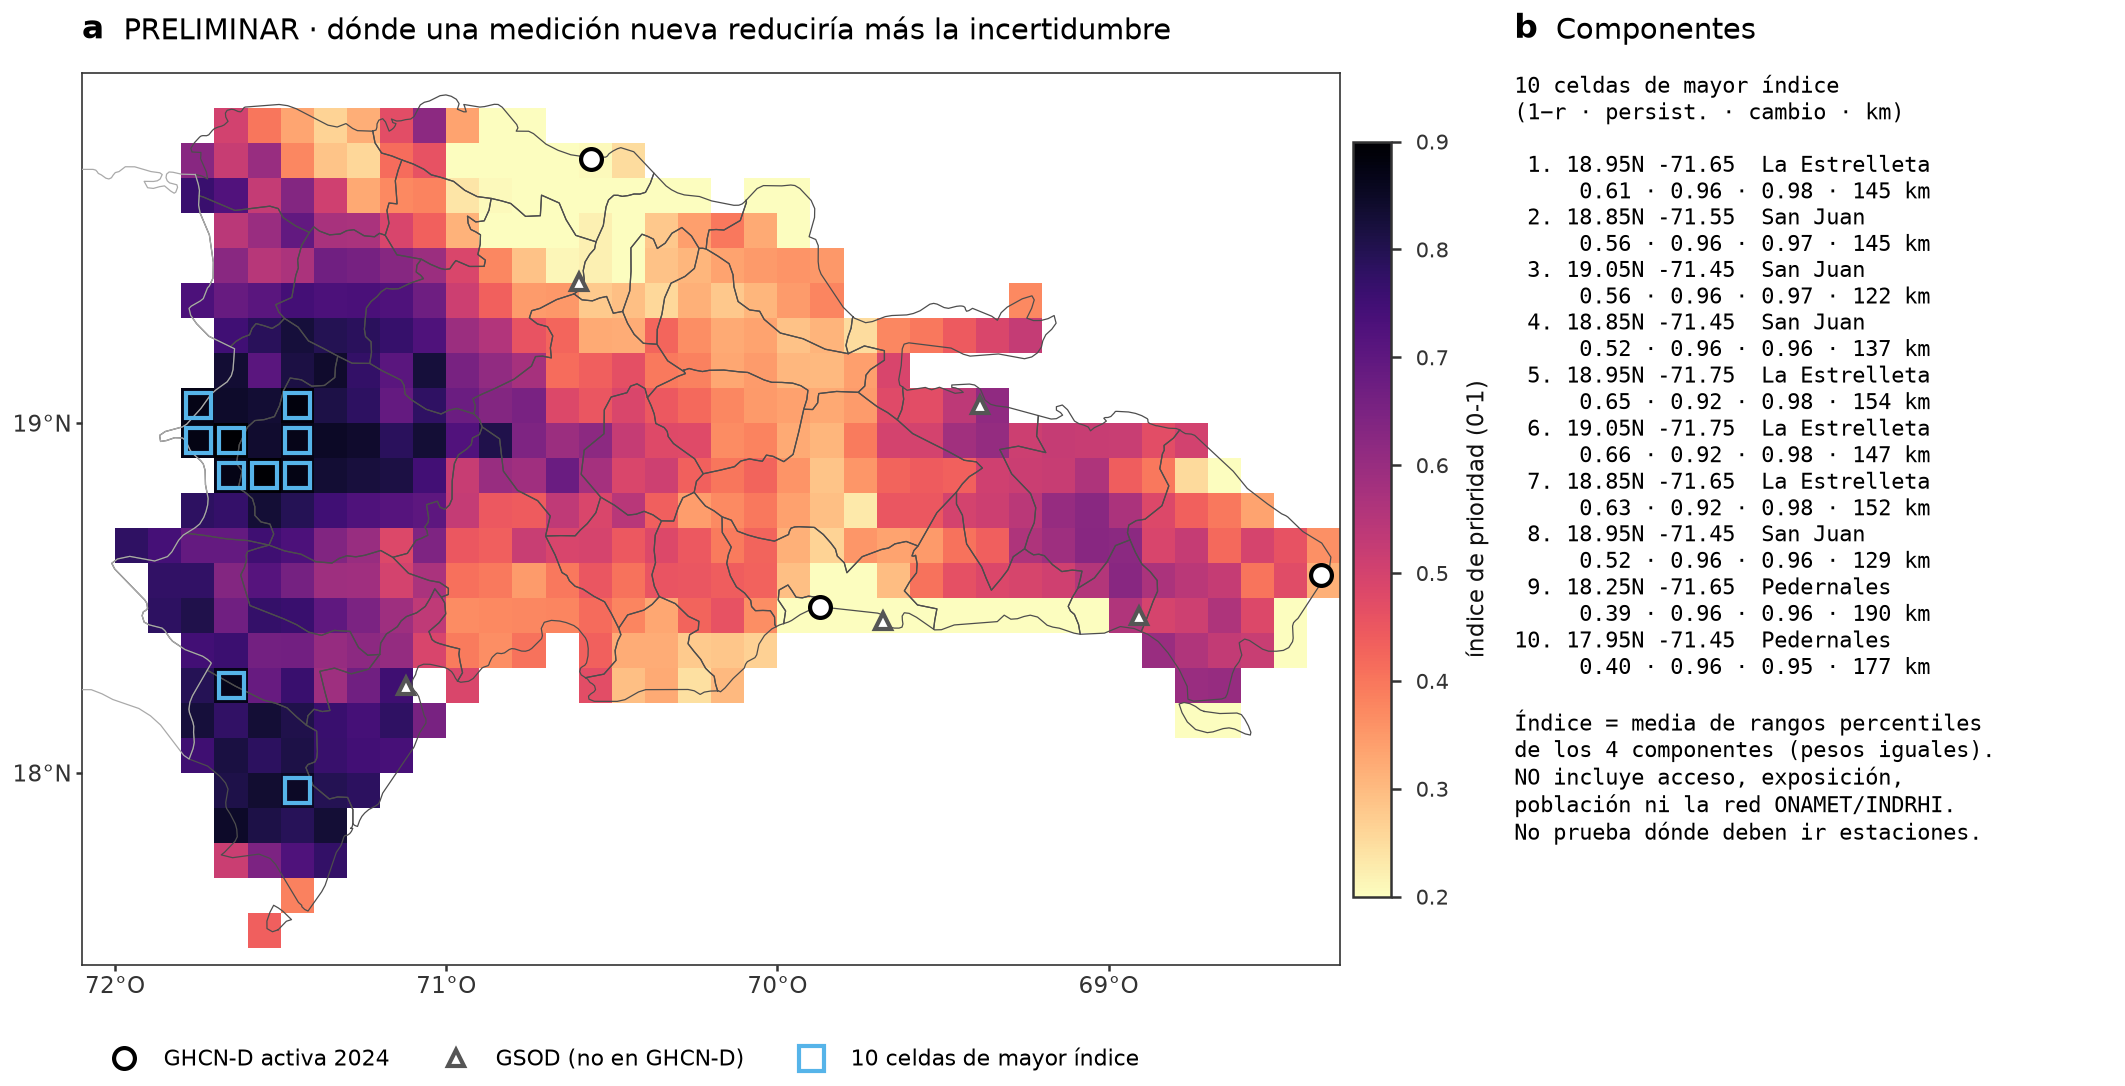 a PRELIMINAR · dónde una medición nueva reduciría más la incertidumbre
19°N
18°N
72°O 71°O 70°O 69°O
0.9
0.8
0.7
0.6
0.5
0.4
0.3
0.2
índice de prioridad (0-1)
GHCN-D activa 2024
GSOD (no en GHCN-D)
10 celdas de mayor índice
b Componentes
10 celdas de mayor índice
(1−r · persist. · cambio · km)
1. 18.95N -71.65 La Estrelleta
0.61 · 0.96 · 0.98 · 145 km
2. 18.85N -71.55 San Juan
0.56 · 0.96 · 0.97 · 145 km
3. 19.05N -71.45 San Juan
0.56 · 0.96 · 0.97 · 122 km
4. 18.85N -71.45 San Juan
0.52 · 0.96 · 0.96 · 137 km
5. 18.95N -71.75 La Estrelleta
0.65 · 0.92 · 0.98 · 154 km
6. 19.05N -71.75 La Estrelleta
0.66 · 0.92 · 0.98 · 147 km
7. 18.85N -71.65 La Estrelleta
0.63 · 0.92 · 0.98 · 152 km
8. 18.95N -71.45 San Juan
0.52 · 0.96 · 0.96 · 129 km
9. 18.25N -71.65 Pedernales
0.39 · 0.96 · 0.96 · 190 km
10. 17.95N -71.45 Pedernales
0.40 · 0.96 · 0.95 · 177 km
Índice = media de rangos percentiles
de los 4 componentes (pesos iguales).
NO incluye acceso, exposición,
población ni la red ONAMET/INDRHI.
No prueba dónde deben ir estaciones.